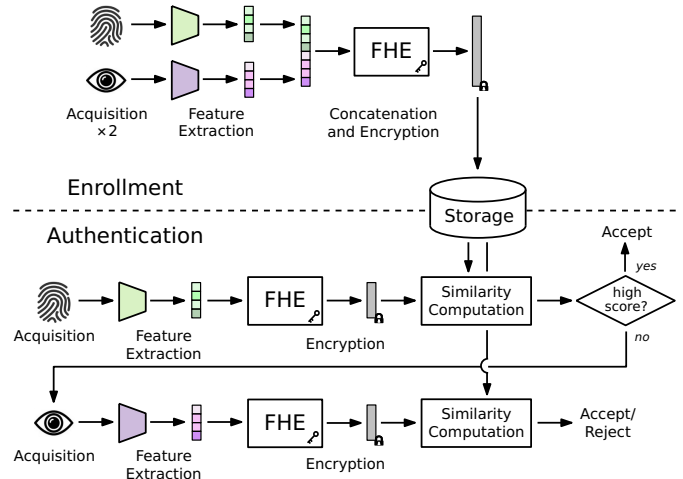 FHE
Acquisition
×2
Feature
Extraction
Concatenation
and Encryption
Enrollment
Storage
Authentication
Accept
yes
FHE
Similarity
Computation
high
score?
no
Acquisition
Feature
Extraction
Encryption
FHE
Similarity
Computation
Accept/
Reject
Acquisition
Feature
Extraction
Encryption